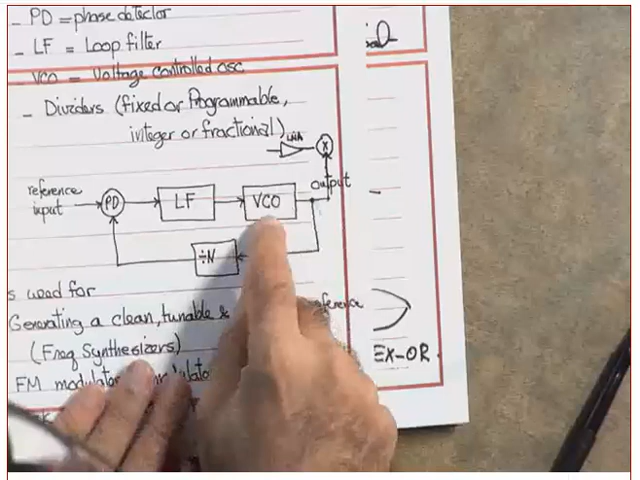 - PD = phase detector
- LF = Loop filter
- VCO = Voltage controlled osc
- Dividers (fixed or Programmable,
integer or fractional)
LNA
X
output
reference
input
PD
LF
VCO
÷N
s used for
Generating a clean, tunable &
eference
(Freq Synthesizers)
EX-OR
FM